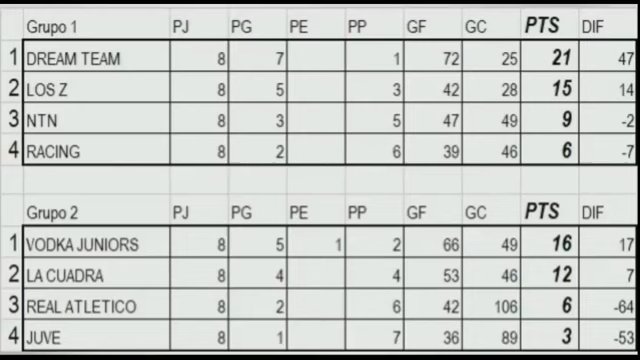 Grupo 1 PJ PG PE PP GF GC PTS DIF
1 DREAM TEAM 8 7 1 72 25 21 47
2 LOS Z 8 5 3 42 28 15 14
3 NTN 8 3 5 47 49 9 -2
4 RACING 8 2 6 39 46 6 -7
Grupo 2 PJ PG PE PP GF GC PTS DIF
1 VODKA JUNIORS 8 5 1 2 66 49 16 17
2 LA CUADRA 8 4 4 53 46 12 7
3 REAL ATLETICO 8 2 6 42 106 6 -64
4 JUVE 8 1 7 36 89 3 -53